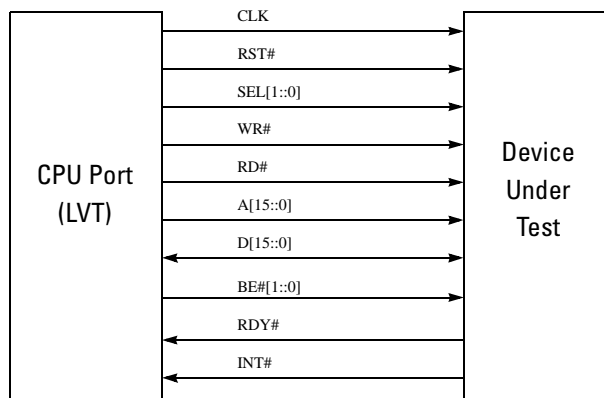 CLK
RST#
SEL[1::0]
WR#
RD#
A[15::0]
D[15::0]
BE#[1::0]
RDY#
INT#
CPU Port
(LVT)
Device
Under
Test